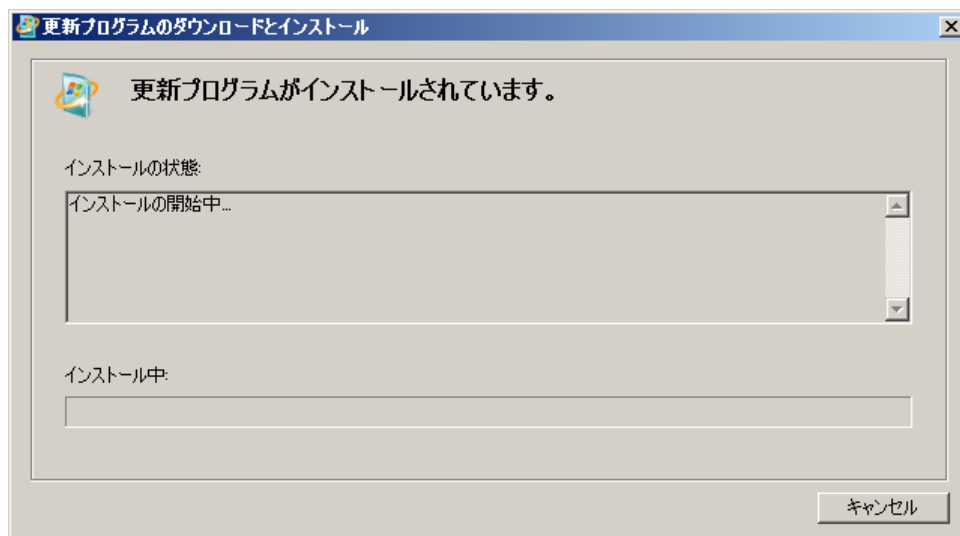 更新プログラムのダウンロードとインストール
更新プログラムがインストールされています。
インストールの状態:
インストールの開始中...
インストール中:
キャンセル